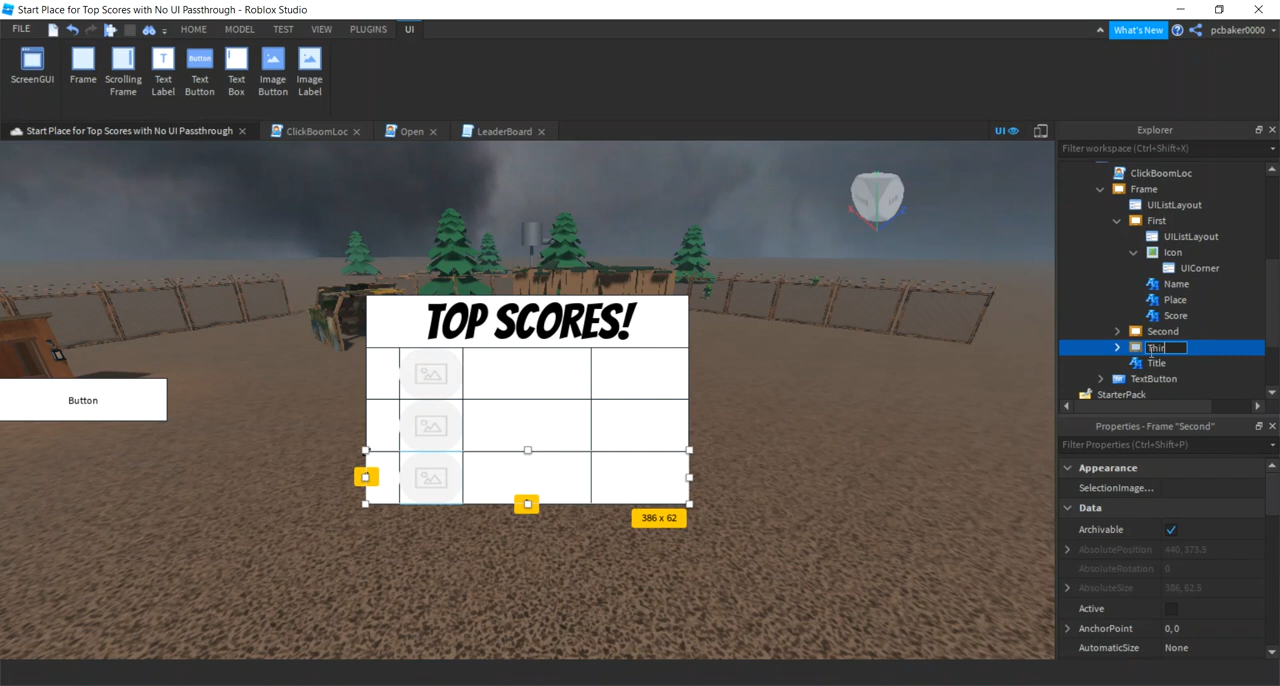 Start Place for Top Scores with No UI Passthrough - Roblox Studio
FILE HOME MODEL TEST VIEW PLUGINS UI What's New pcbaker0000
ScreenGUI Frame Scrolling Frame Text Label Text Button Text Box Image Button Image Label
Button
T
Start Place for Top Scores with No UI Passthrough ClickBoomLoc Open LeaderBoard UI
TOP SCORES!
Button
386 x 62
Explorer
Filter workspace (Ctrl+Shift+X)
ClickBoomLoc
Frame
UIListLayout
First
UIListLayout
Icon
UICorner
Name
Place
Score
Second
Thir
Title
TextButton
StarterPack
Properties - Frame "Second"
Filter Properties (Ctrl+Shift+P)
Appearance
SelectionImage...
Data
Archivable
AbsolutePosition 440, 373.5
AbsoluteRotation 0
AbsoluteSize 386, 62.5
Active
AnchorPoint 0, 0
AutomaticSize None